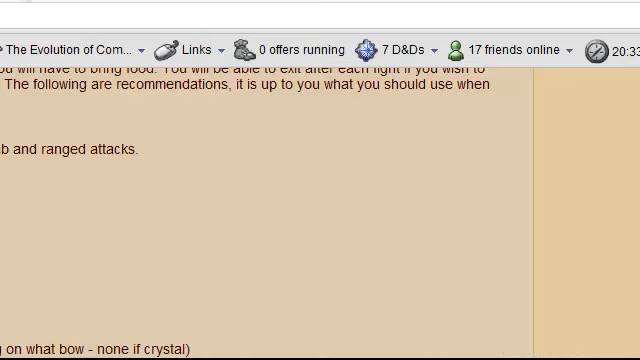 The Evolution of Com... Links 0 offers running 7 D&Ds 17 friends online 20:33
ou will have to bring food. You will be able to exit after each fight if you wish to
. The following are recommendations, it is up to you what you should use when
b and ranged attacks.
g on what bow - none if crystal)